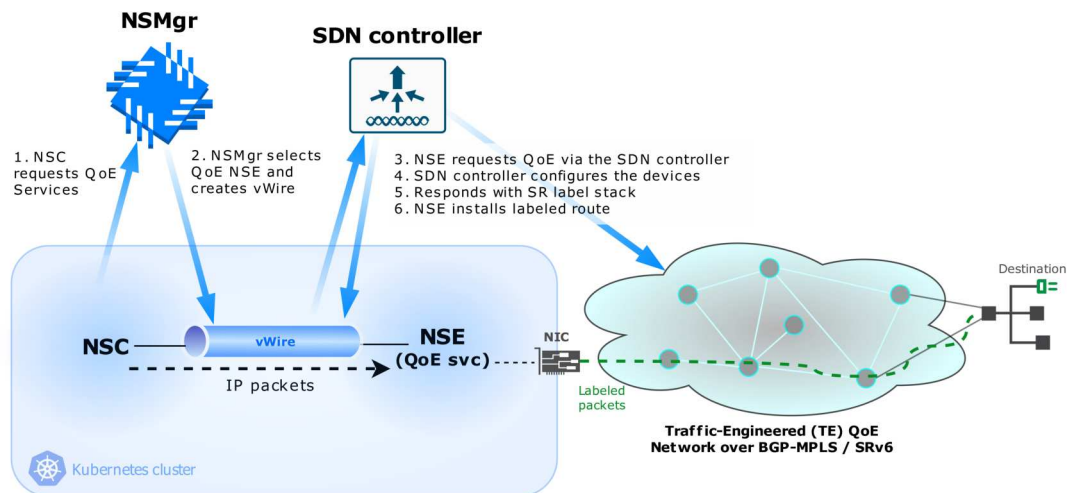 NSMgr
SDN controller
1. NSC
requests QoE
Services
2. NSMgr selects
QoE NSE and
creates vWire
3. NSE requests QoE via the SDN controller
4. SDN controller configures the devices
5. Responds with SR label stack
6. NSE installs labeled route
Destination
NSC
vWire
NSE
(QoE svc)
NIC
IP packets
Labeled
packets
Traffic-Engineered (TE) QoE
Network over BGP-MPLS / SRv6
Kubernetes cluster